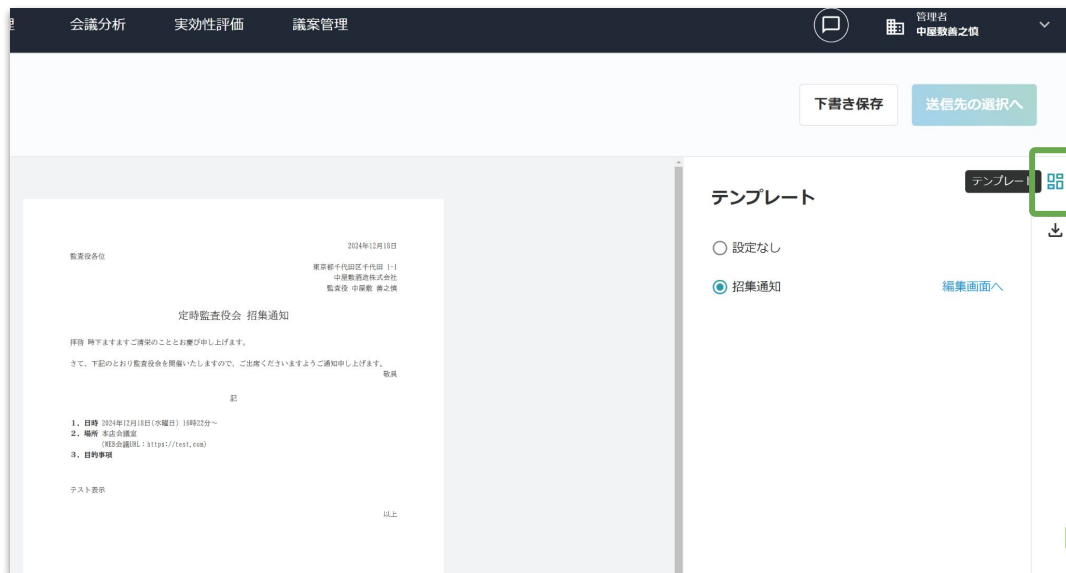 会議分析 実効性評価 議案管理
管理者
中屋敷善之慎
下書き保存 送信先の選択へ
テンプレート
テンプレート
設定なし
招集通知 編集画面へ
2024年12月18日
監査役各位
東京都千代田区千代田 1-1
中屋敷酒造株式会社
監査役 中屋敷 善之慎
定時監査役会 招集通知
拝啓 時下ますますご清栄のこととお慶び申し上げます。
さて、下記のとおり監査役会を開催いたしますので、ご出席くださいますようご通知申し上げます。
敬具
記
1．日時 2024年12月18日(水曜日) 16時22分～
2．場所 本店会議室
(WEB会議URL：https://test.com)
3．目的事項
テスト表示
以上